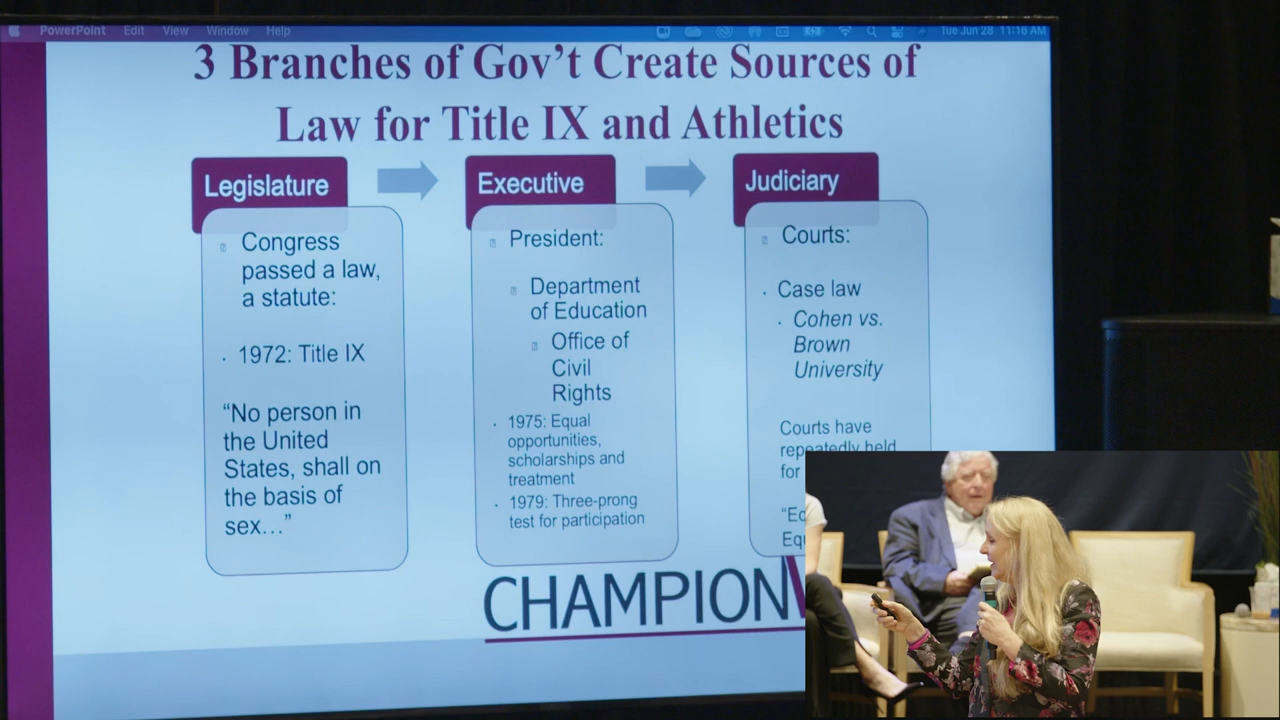 PowerPoint Edit View Window Help Tue Jun 28 11:16 AM
3 Branches of Gov't Create Sources of
Law for Title IX and Athletics
Legislature
Congress
passed a law,
a statute:
· 1972: Title IX
“No person in
the United
States, shall on
the basis of
sex…”
Executive
President:
Department
of Education
Office of
Civil
Rights
· 1975: Equal
opportunities,
scholarships and
treatment
· 1979: Three-prong
test for participation
Judiciary
Courts:
· Case law
· Cohen vs.
Brown
University
Courts have
repeatedly held
for
CHAMPION